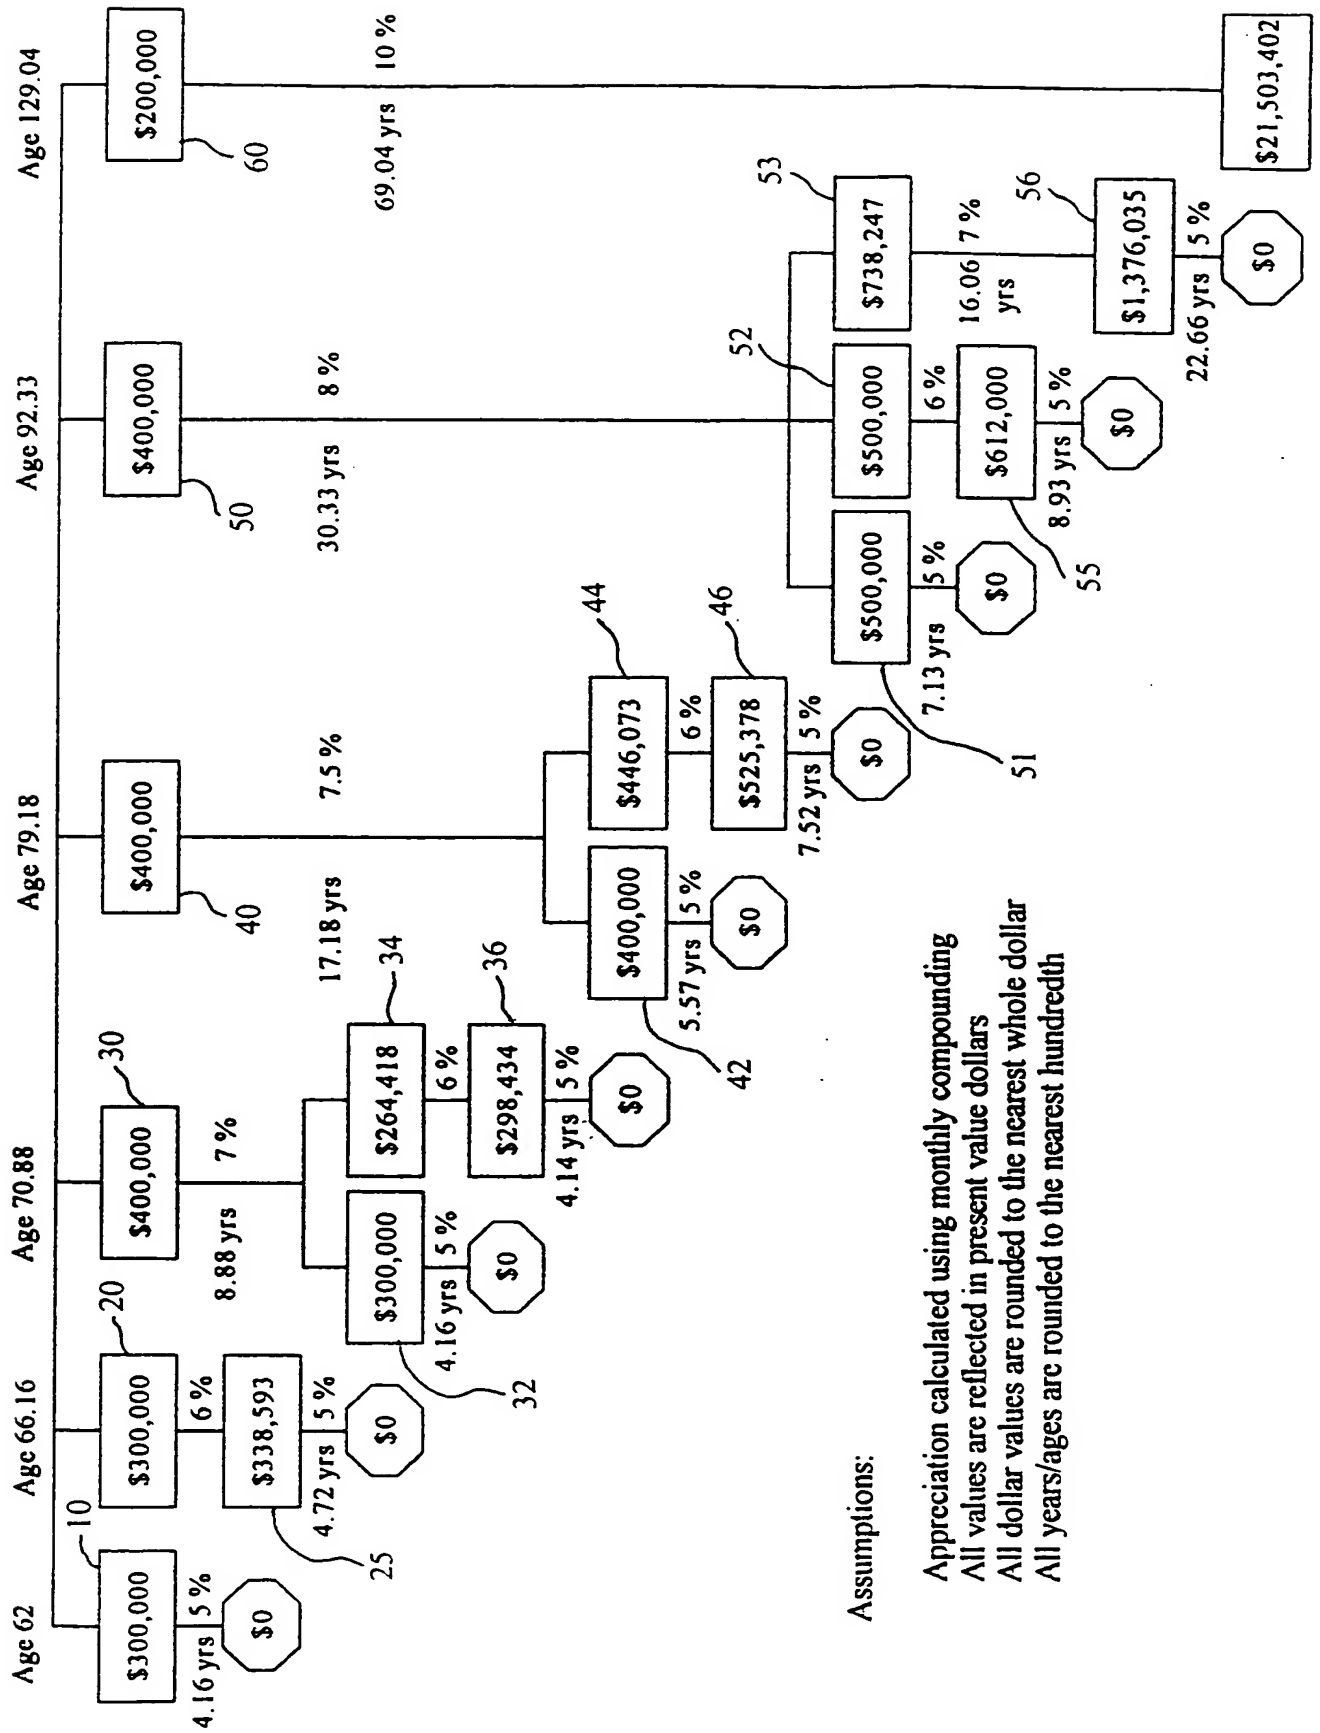 Age 62
Age 66.16
Age 70.88
Age 79.18
Age 92.33
Age 129.04
10
$300,000
4.16 yrs
5 %
$0
20
$300,000
6 %
$338,593
25
4.72 yrs
5 %
$0
30
$400,000
8.88 yrs
7 %
$300,000
32
4.16 yrs
5 %
$0
34
$264,418
6 %
36
$298,434
4.14 yrs
5 %
$0
$400,000
40
17.18 yrs
7.5 %
$400,000
42
5.57 yrs
5 %
$0
44
$446,073
6 %
46
$525,378
7.52 yrs
5 %
$0
$400,000
50
30.33 yrs
8 %
$500,000
51
7.13 yrs
5 %
$0
52
$500,000
6 %
$612,000
55
8.93 yrs
5 %
$0
53
$738,247
16.06
yrs
7 %
56
$1,376,035
22.66 yrs
5 %
$0
$200,000
60
69.04 yrs
10 %
$21,503,402
Assumptions:
Appreciation calculated using monthly compounding
All values are reflected in present value dollars
All dollar values are rounded to the nearest whole dollar
All years/ages are rounded to the nearest hundredth